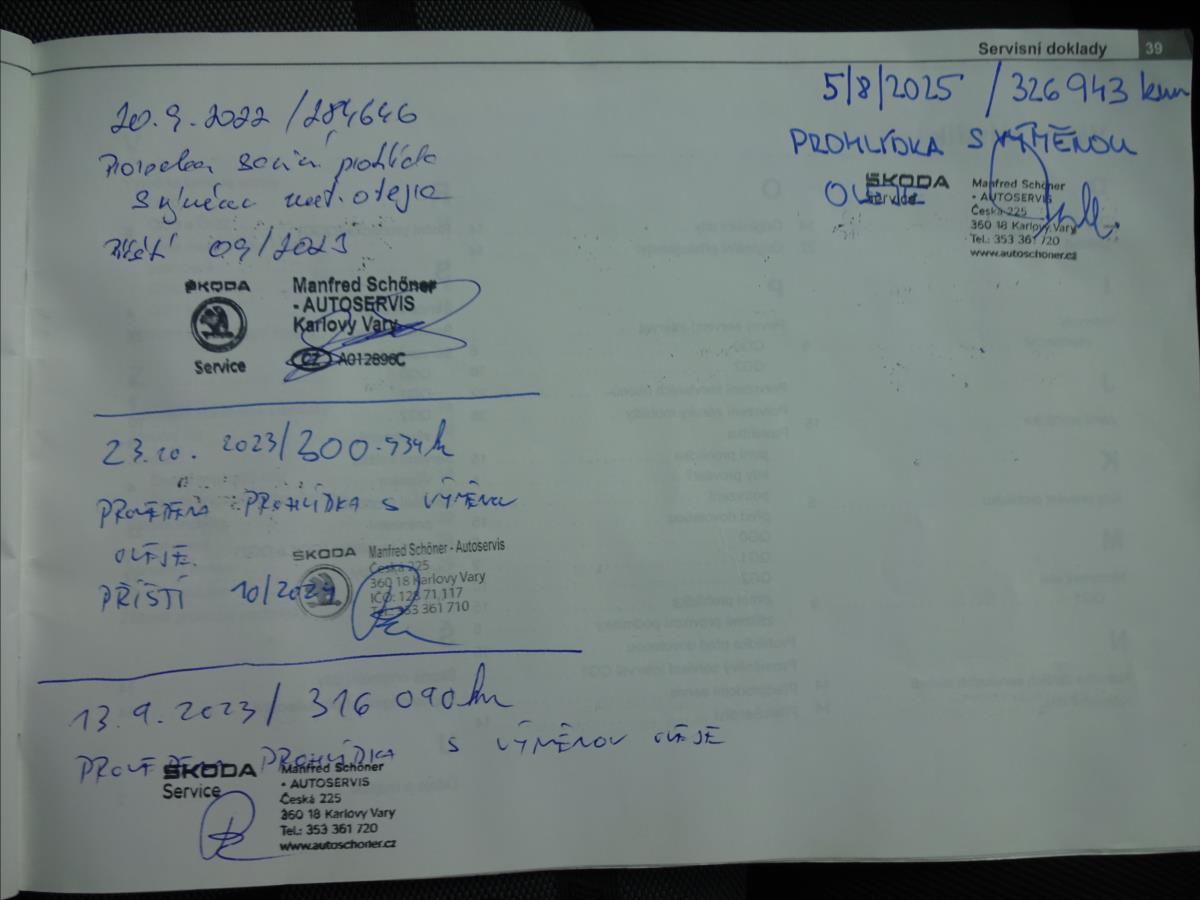 Servisní doklady 39
20.9.2022 / 284646
servisní prohlídka
s výměnou mot. oleje
Příští 09/2023
ŠKODA
Service
Manfred Schöner
- AUTOSERVIS
Karlovy Vary
CZ A012896C
23.10. 2023/300.934 km
PROVEDENA PROHLÍDKA S VÝMĚNOU
OLEJE.
PŘÍŠTÍ 10/2024
ŠKODA
Manfred Schöner - Autoservis
Česká 225
360 18 Karlovy Vary
IČO: 128 71 117
Tel.: 353 361 710
13.9.2023/ 316 090 km
PROVEDENA PROHLÍDKA S VÝMĚNOU OLEJE
ŠKODA
Service
Manfred Schöner
• AUTOSERVIS
Česká 225
360 18 Karlovy Vary
Tel.: 353 361 720
www.autoschoner.cz
5/8/2025 / 326943 km
PROHLÍDKA S VÝMĚNOU
OLEJE
ŠKODA
Service
Manfred Schöner
• AUTOSERVIS
Česká 225
360 18 Karlovy Vary
Tel.: 353 361 720
www.autoschoner.cz